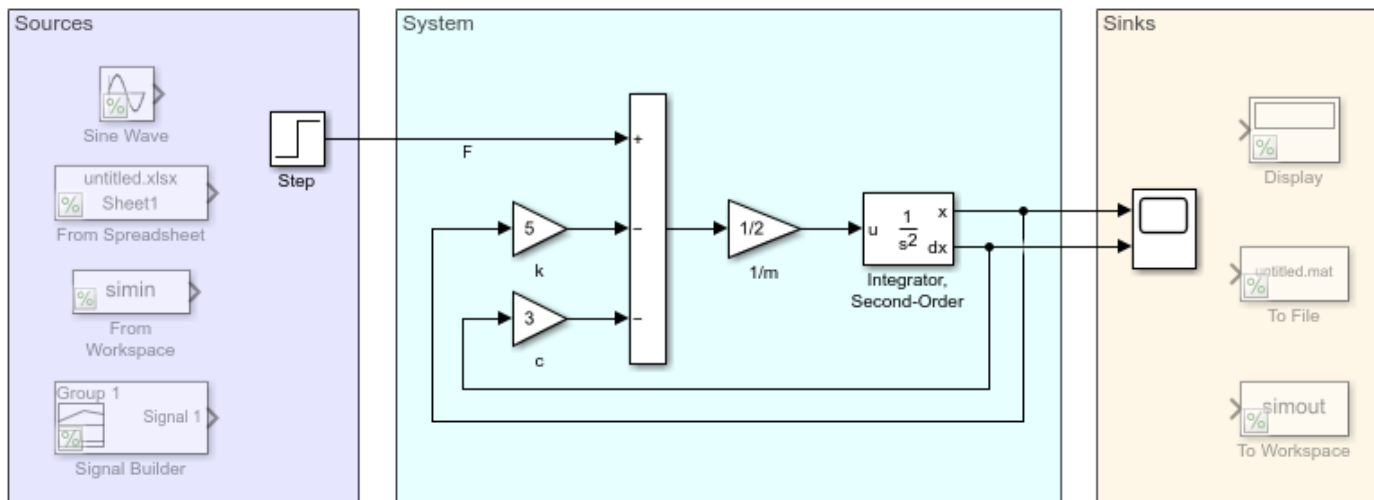 Sources
Sine Wave
untitled.xlsx
Sheet1
From Spreadsheet
simin
From
Workspace
Group 1
Signal 1
Signal Builder
Step
System
F
+
5
−
k
3
−
c
1/2
1/m
u
1
s²
x
dx
Integrator,
Second-Order
Sinks
Display
untitled.mat
To File
simout
To Workspace
%
%
%
%
%
%
%